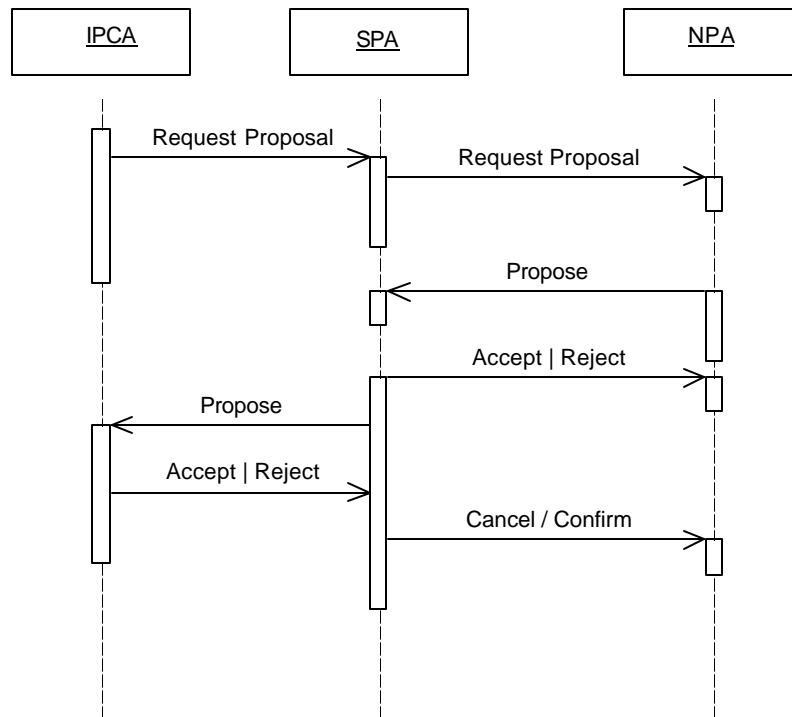 IPCA
SPA
NPA
Request Proposal
Request Proposal
Propose
Accept | Reject
Propose
Accept | Reject
Cancel / Confirm